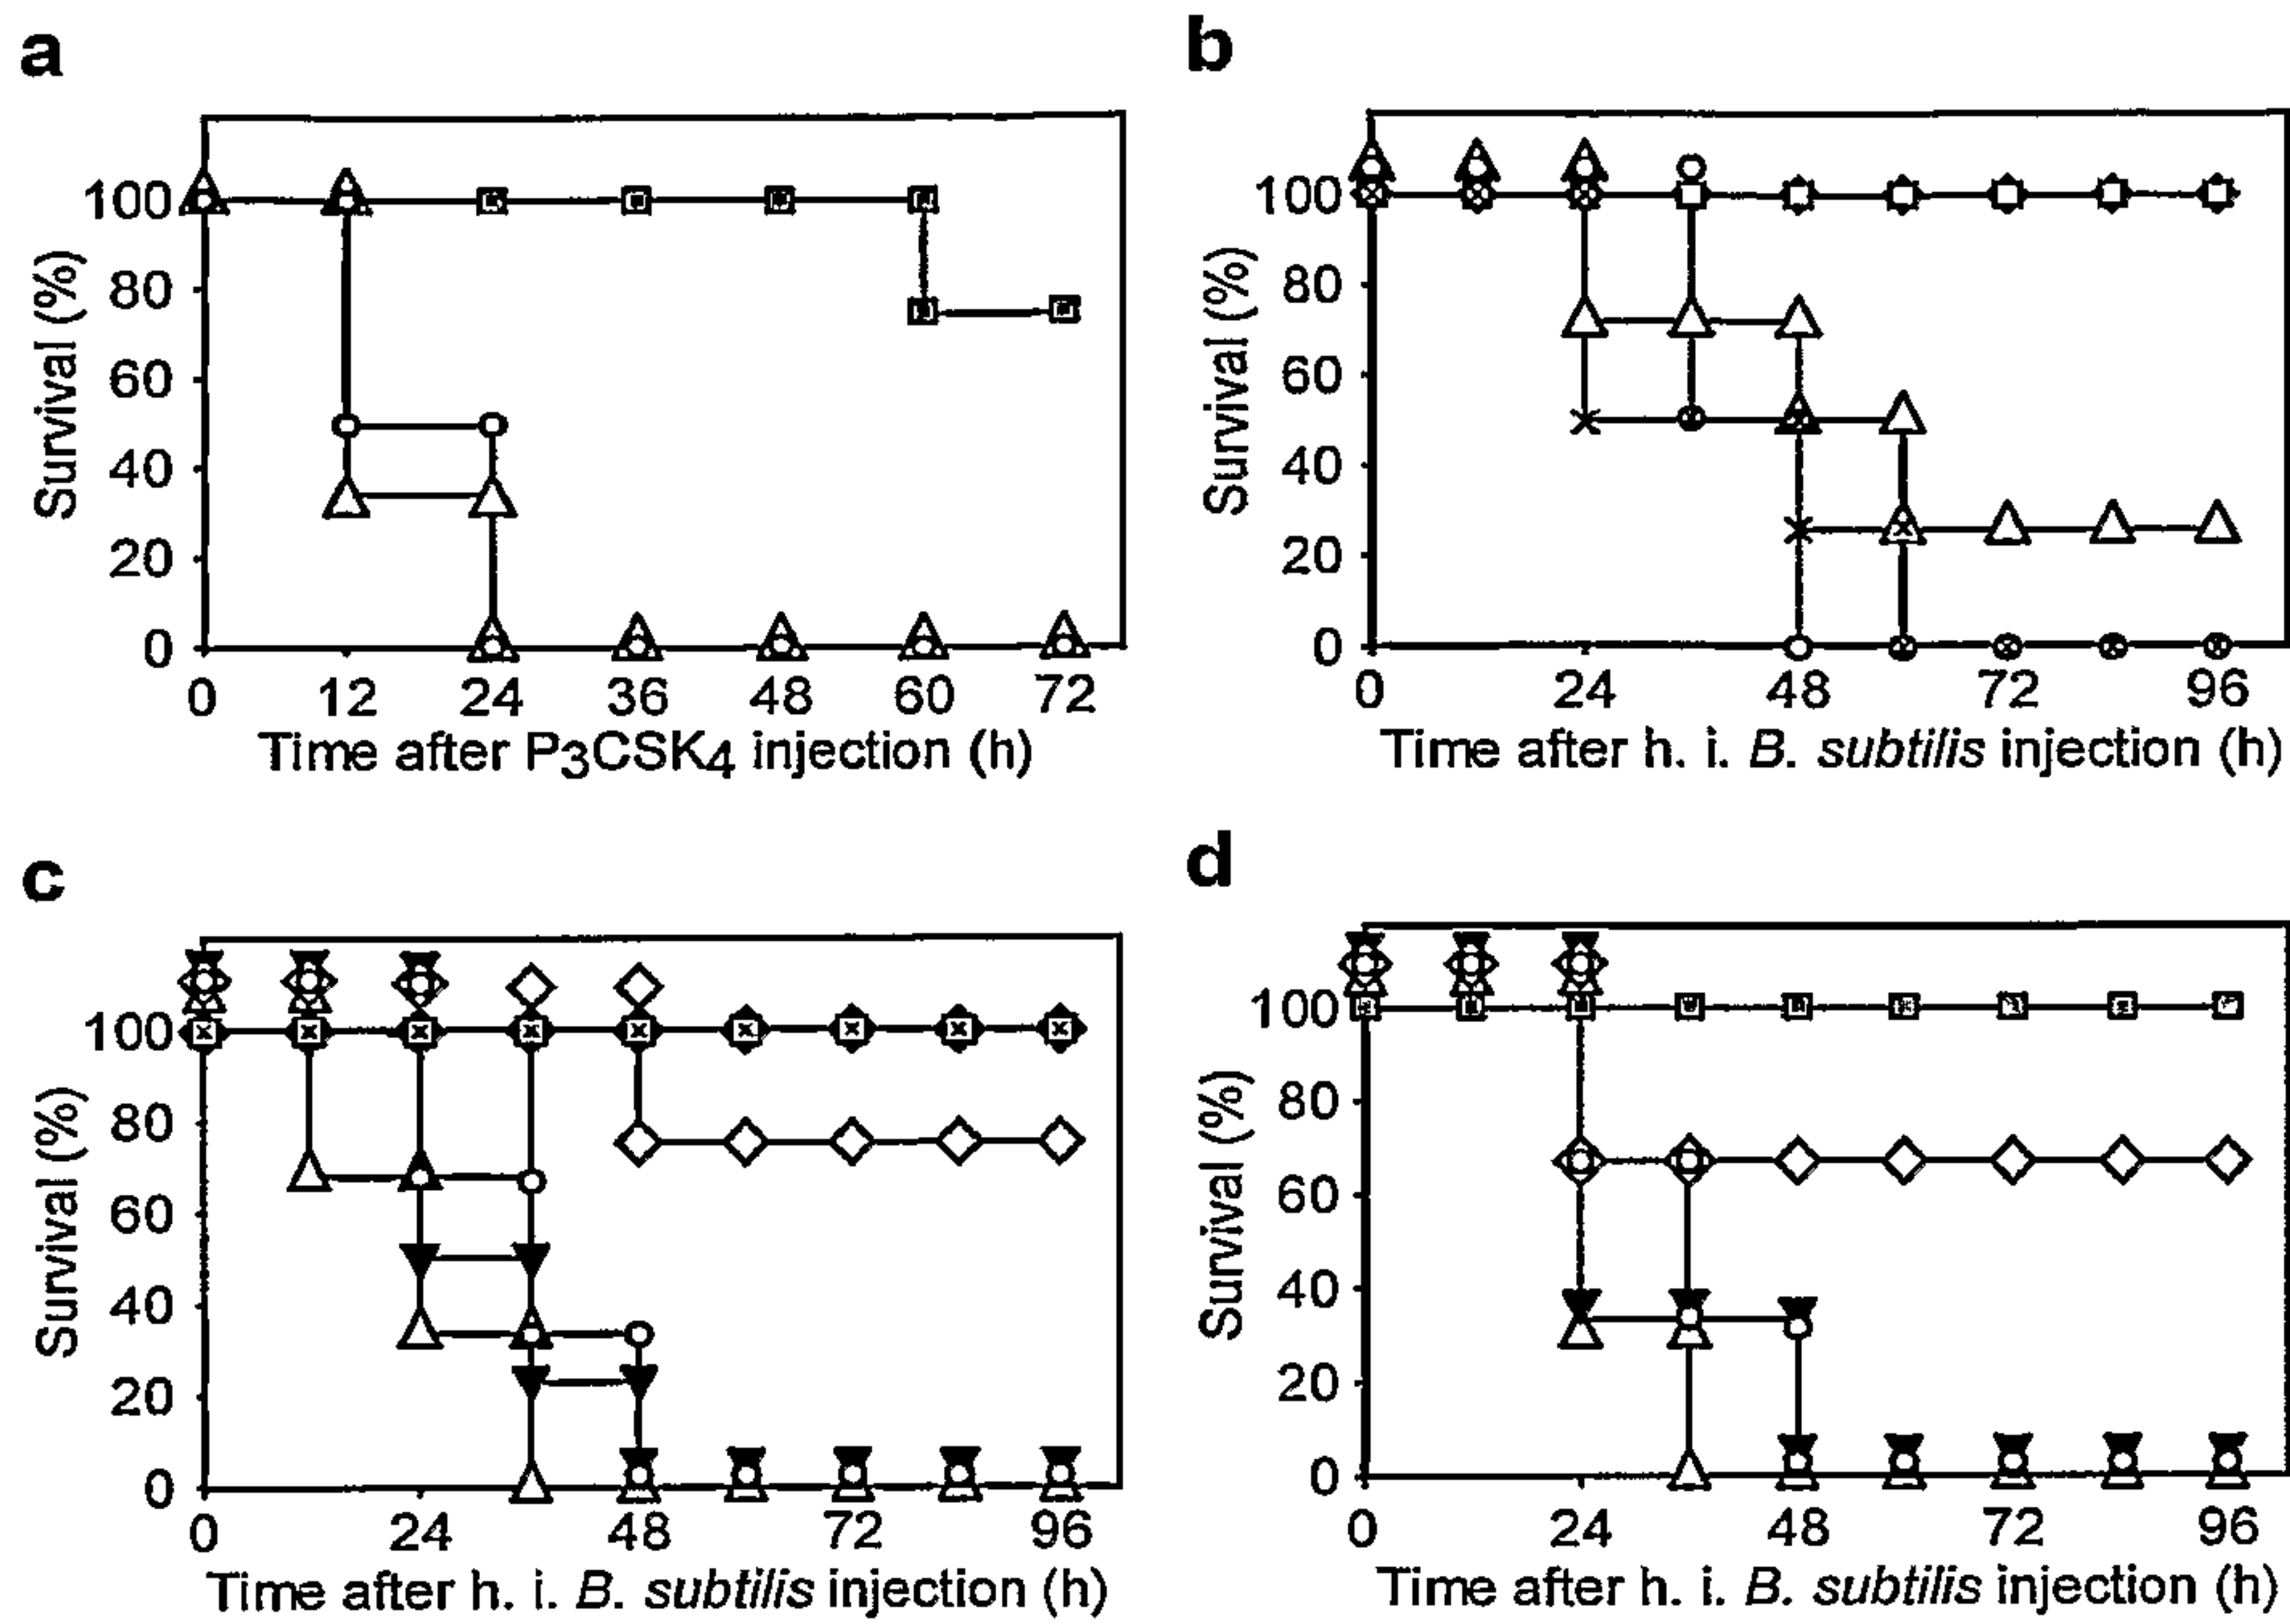 a
Survival (%)
100
80
60
40
20
0
0 12 24 36 48 60 72
Time after P3CSK4 injection (h)
b
Survival (%)
100
80
60
40
20
0
0 24 48 72 96
Time after h. i. B. subtilis injection (h)
c
Survival (%)
100
80
60
40
20
0
0 24 48 72 96
Time after h. i. B. subtilis injection (h)
d
Survival (%)
100
80
60
40
20
0
0 24 48 72 96
Time after h. i. B. subtilis injection (h)